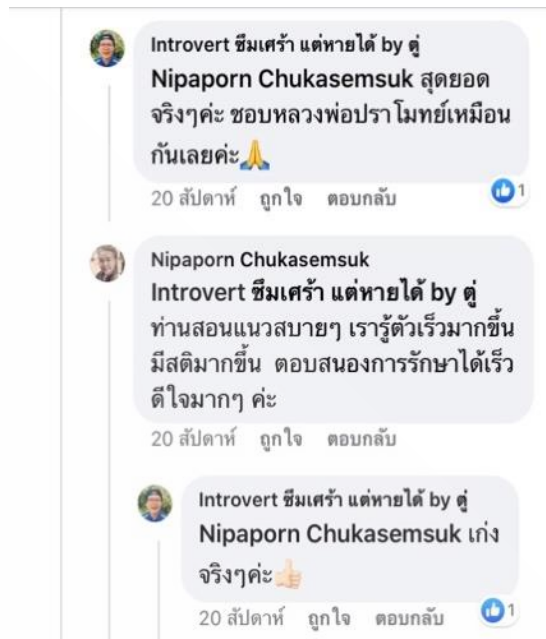 Introvert ซึมเศร้า แต่หายได้ by ตู่
Nipaporn Chukasemsuk สุดยอด
จริงๆค่ะ ชอบหลวงพ่อปราโมทย์เหมือน
กันเลยค่ะ🙏
20 สัปดาห์ ถูกใจ ตอบกลับ 1
Nipaporn Chukasemsuk
Introvert ซึมเศร้า แต่หายได้ by ตู่
ท่านสอนแนวสบายๆ เรารู้ตัวเร็วมากขึ้น
มีสติมากขึ้น ตอบสนองการรักษาได้เร็ว
ดีใจมากๆ ค่ะ
20 สัปดาห์ ถูกใจ ตอบกลับ
Introvert ซึมเศร้า แต่หายได้ by ตู่
Nipaporn Chukasemsuk เก่ง
จริงๆค่ะ👍🏻
20 สัปดาห์ ถูกใจ ตอบกลับ 1